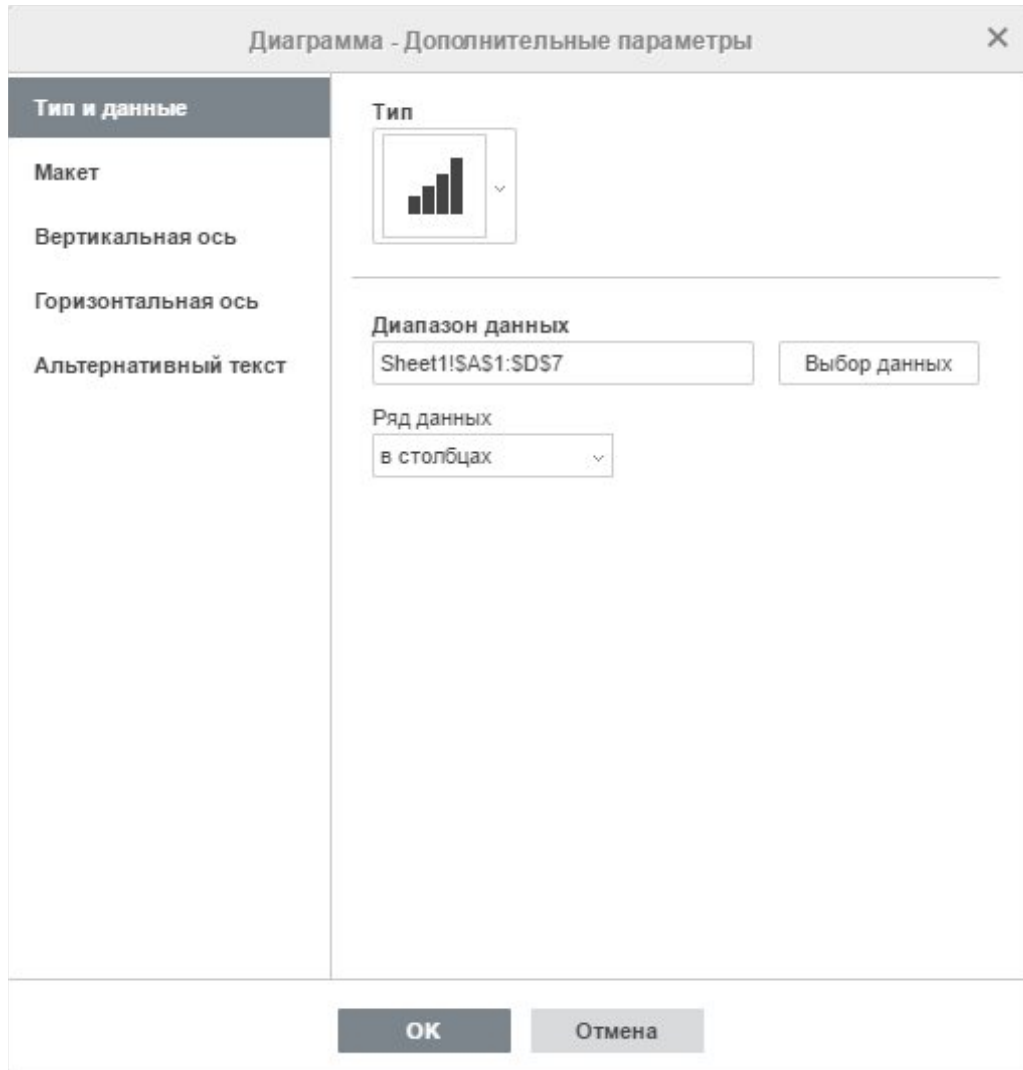 Диаграмма - Дополнительные параметры
Тип и данные
Макет
Вертикальная ось
Горизонтальная ось
Альтернативный текст
Тип
Диапазон данных
Sheet1!$A$1:$D$7
Выбор данных
Ряд данных
в столбцах
OK
Отмена